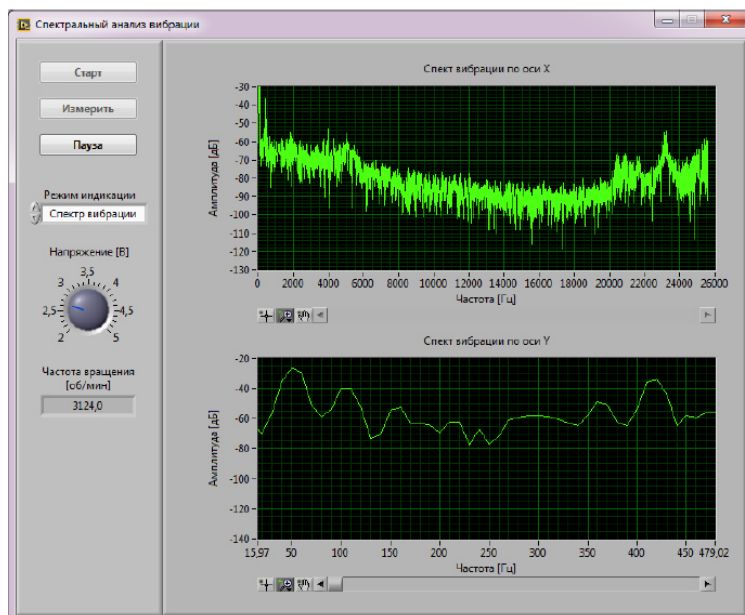 Спектральный анализ вибрации
Старт
Измерить
Пауза
Режим индикации
Спектр вибрации
Напряжение [В]
3,5
3 4
2,5 4,5
2 5
Частота вращения
[об/мин]
3124,0
Спект вибрации по оси X
Амплитуда [дБ]
-30
-40
-50
-60
-70
-80
-90
-100
-110
-120
-130
0 2000 4000 6000 8000 10000 12000 14000 16000 18000 20000 22000 24000 26000
Частота [Гц]
Спект вибрации по оси Y
Амплитуда [дБ]
-20
-40
-60
-80
-100
-120
-140
15,97 50 100 150 200 250 300 350 400 450 479,02
Частота [Гц]